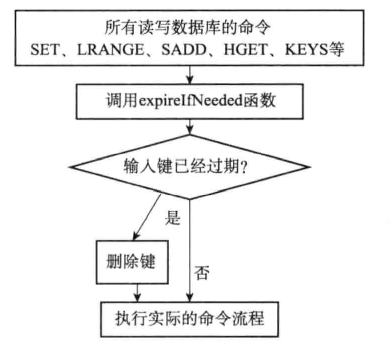 所有读写数据库的命令
SET、LRANGE、SADD、HGET、KEYS等
调用expireIfNeeded函数
输入键已经过期?
是
删除键
否
执行实际的命令流程